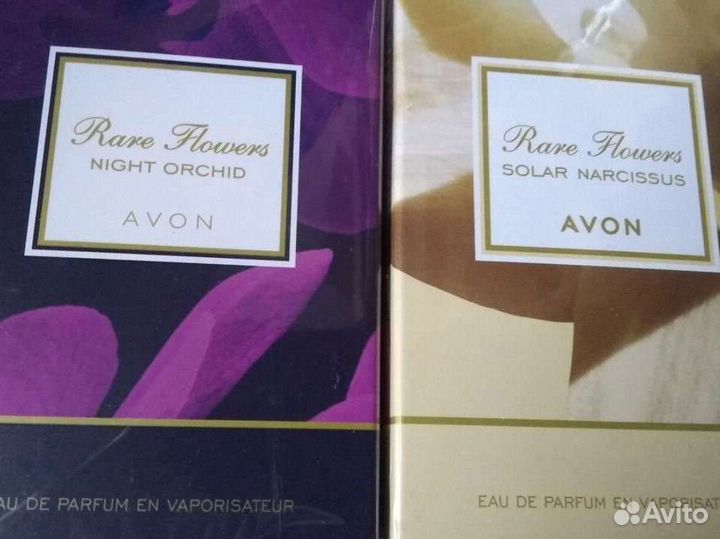 Rare Flowers
NIGHT ORCHID
AVON
EAU DE PARFUM EN VAPORISATEUR
Rare Flowers
SOLAR NARCISSUS
AVON
EAU DE PARFUM EN VAPORISAT
Avito